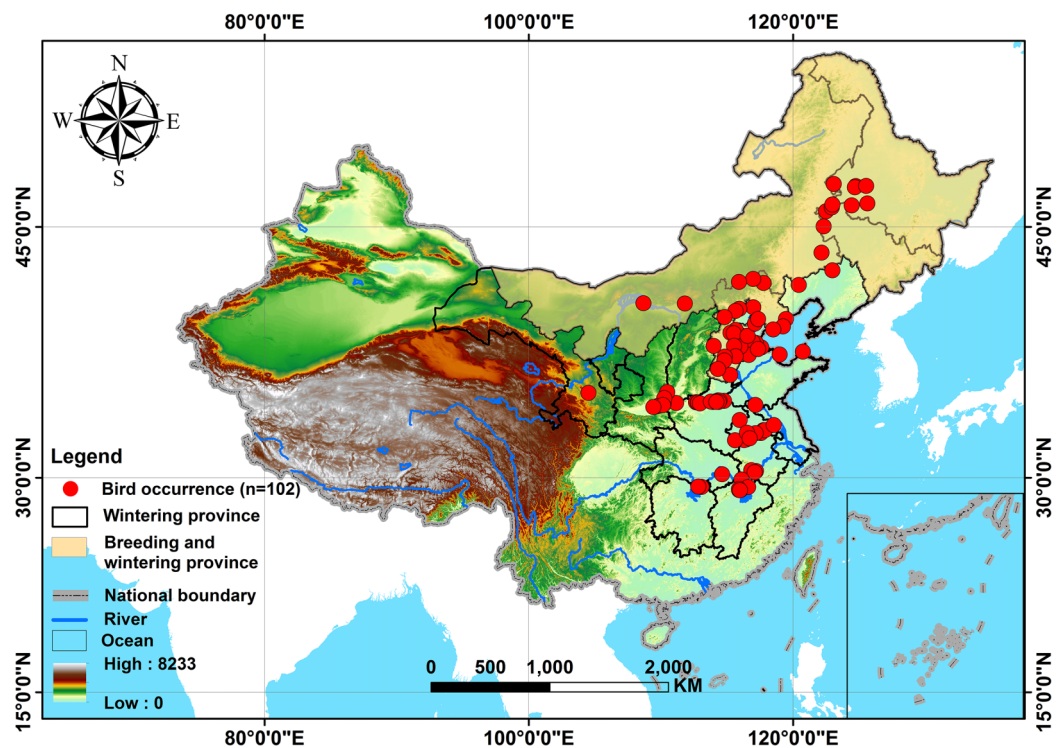 80°0'0"E 100°0'0"E 120°0'0"E
N
W E
S
45°0'0"N 45°0'0"N
30°0'0"N 30°0'0"N
15°0'0"N 15°0'0"N
Legend
Bird occurrence (n=102)
Wintering province
Breeding and
wintering province
National boundary
River
Ocean
High : 8233
Low : 0
0 500 1,000 2,000
KM
80°0'0"E 100°0'0"E 120°0'0"E